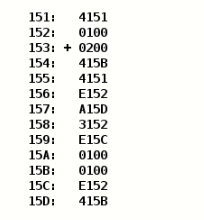 151: 4151
152: 0100
153: + 0200
154: 415B
155: 4151
156: E152
157: A15D
158: 3152
159: E15C
15A: 0100
15B: 0100
15C: E152
15D: 415B